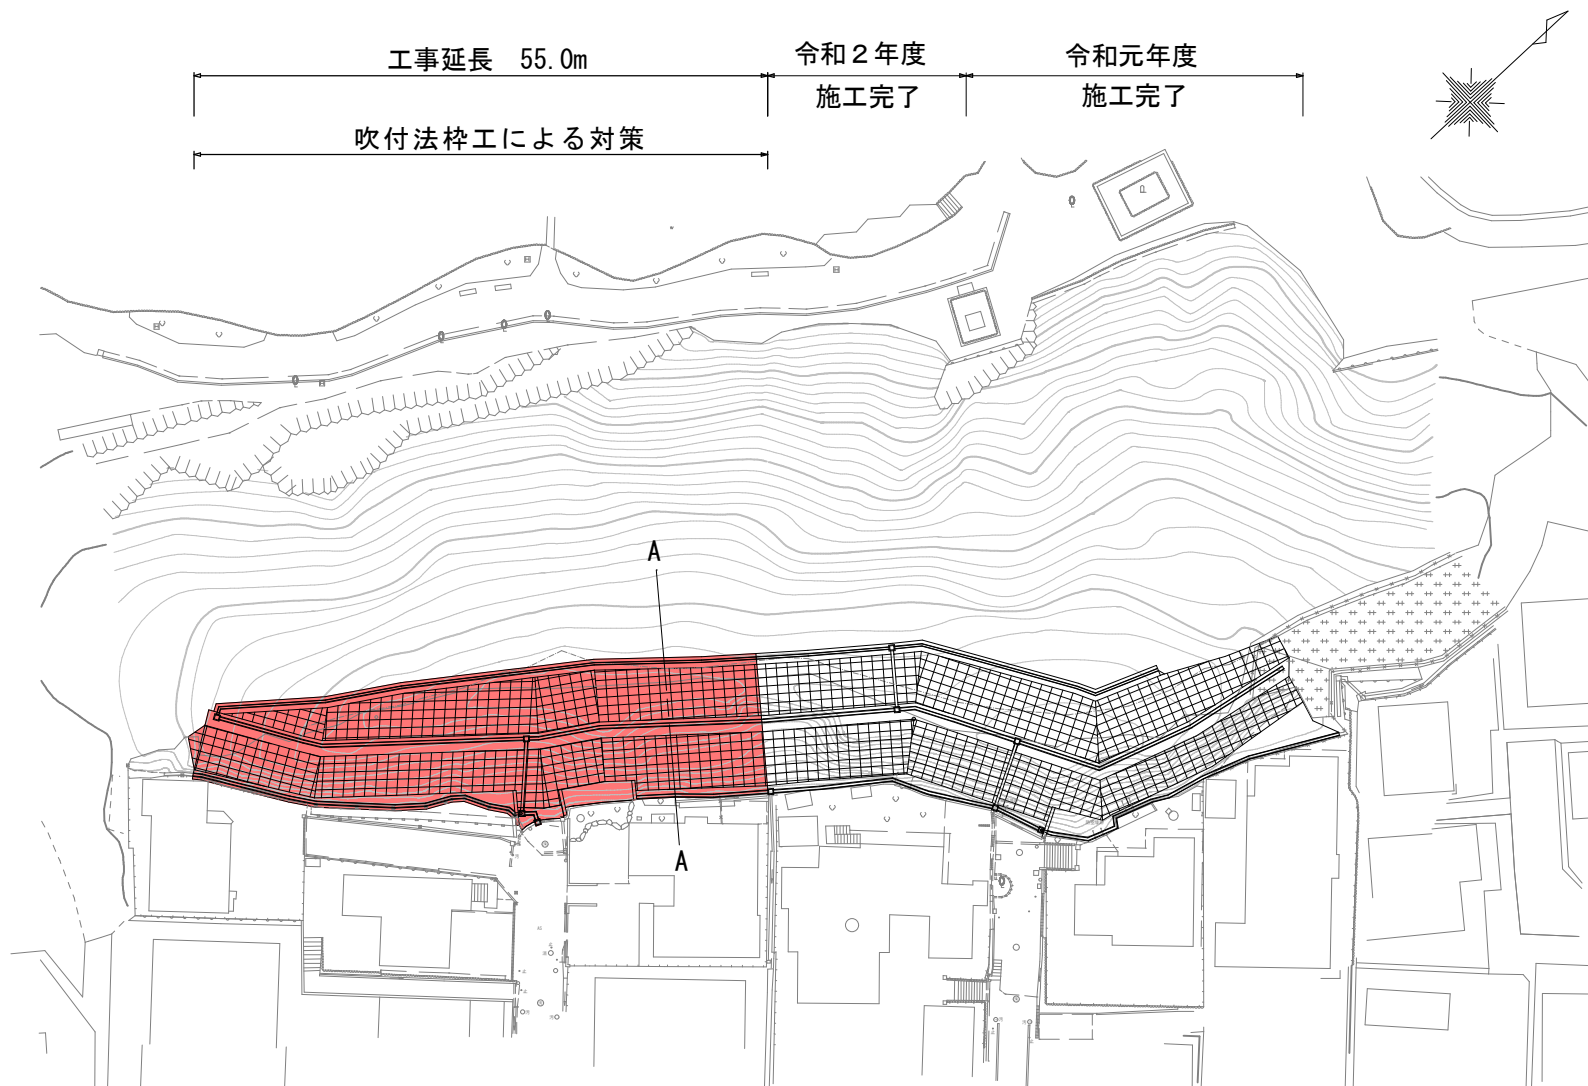 工事延長　55.0m
令和２年度
令和元年度
施工完了
施工完了
吹付法枠工による対策
A
A